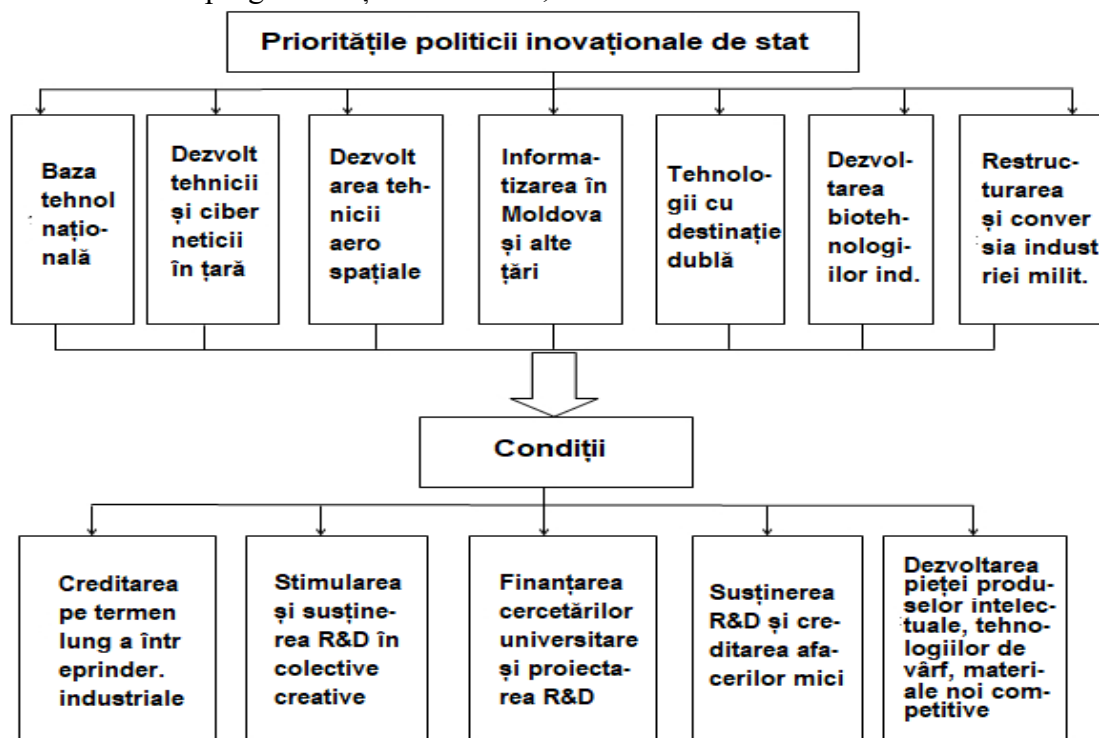 Prioritățile politicii inovaționale de stat
Baza
tehnol
națio-
nală
Dezvolt
tehnicii
și ciber
neticii
în țară
Dezvolt
area teh-
nicii
aero
spațiale
Informa-
tizarea în
Moldova
și alte
țări
Tehnolo-
gii cu
destinație
dublă
Dezvol-
tarea
bioteh-
nologi-
ilor ind.
Restruc-
turarea
și conver
sia indust
riei milit.
Condiții
Creditarea
pe termen
lung a într
eprinder.
industriale
Stimularea
și susține-
rea R&D în
colective
creative
Finanțarea
cercetărilor
universitare
și proiecta-
rea R&D
Susținerea
R&D și cre-
ditarea afa-
cerilor mici
Dezvoltarea
pieței produ-
selor intelec-
tuale, tehno-
logiilor de
vârf, materi-
ale noi com-
petitive